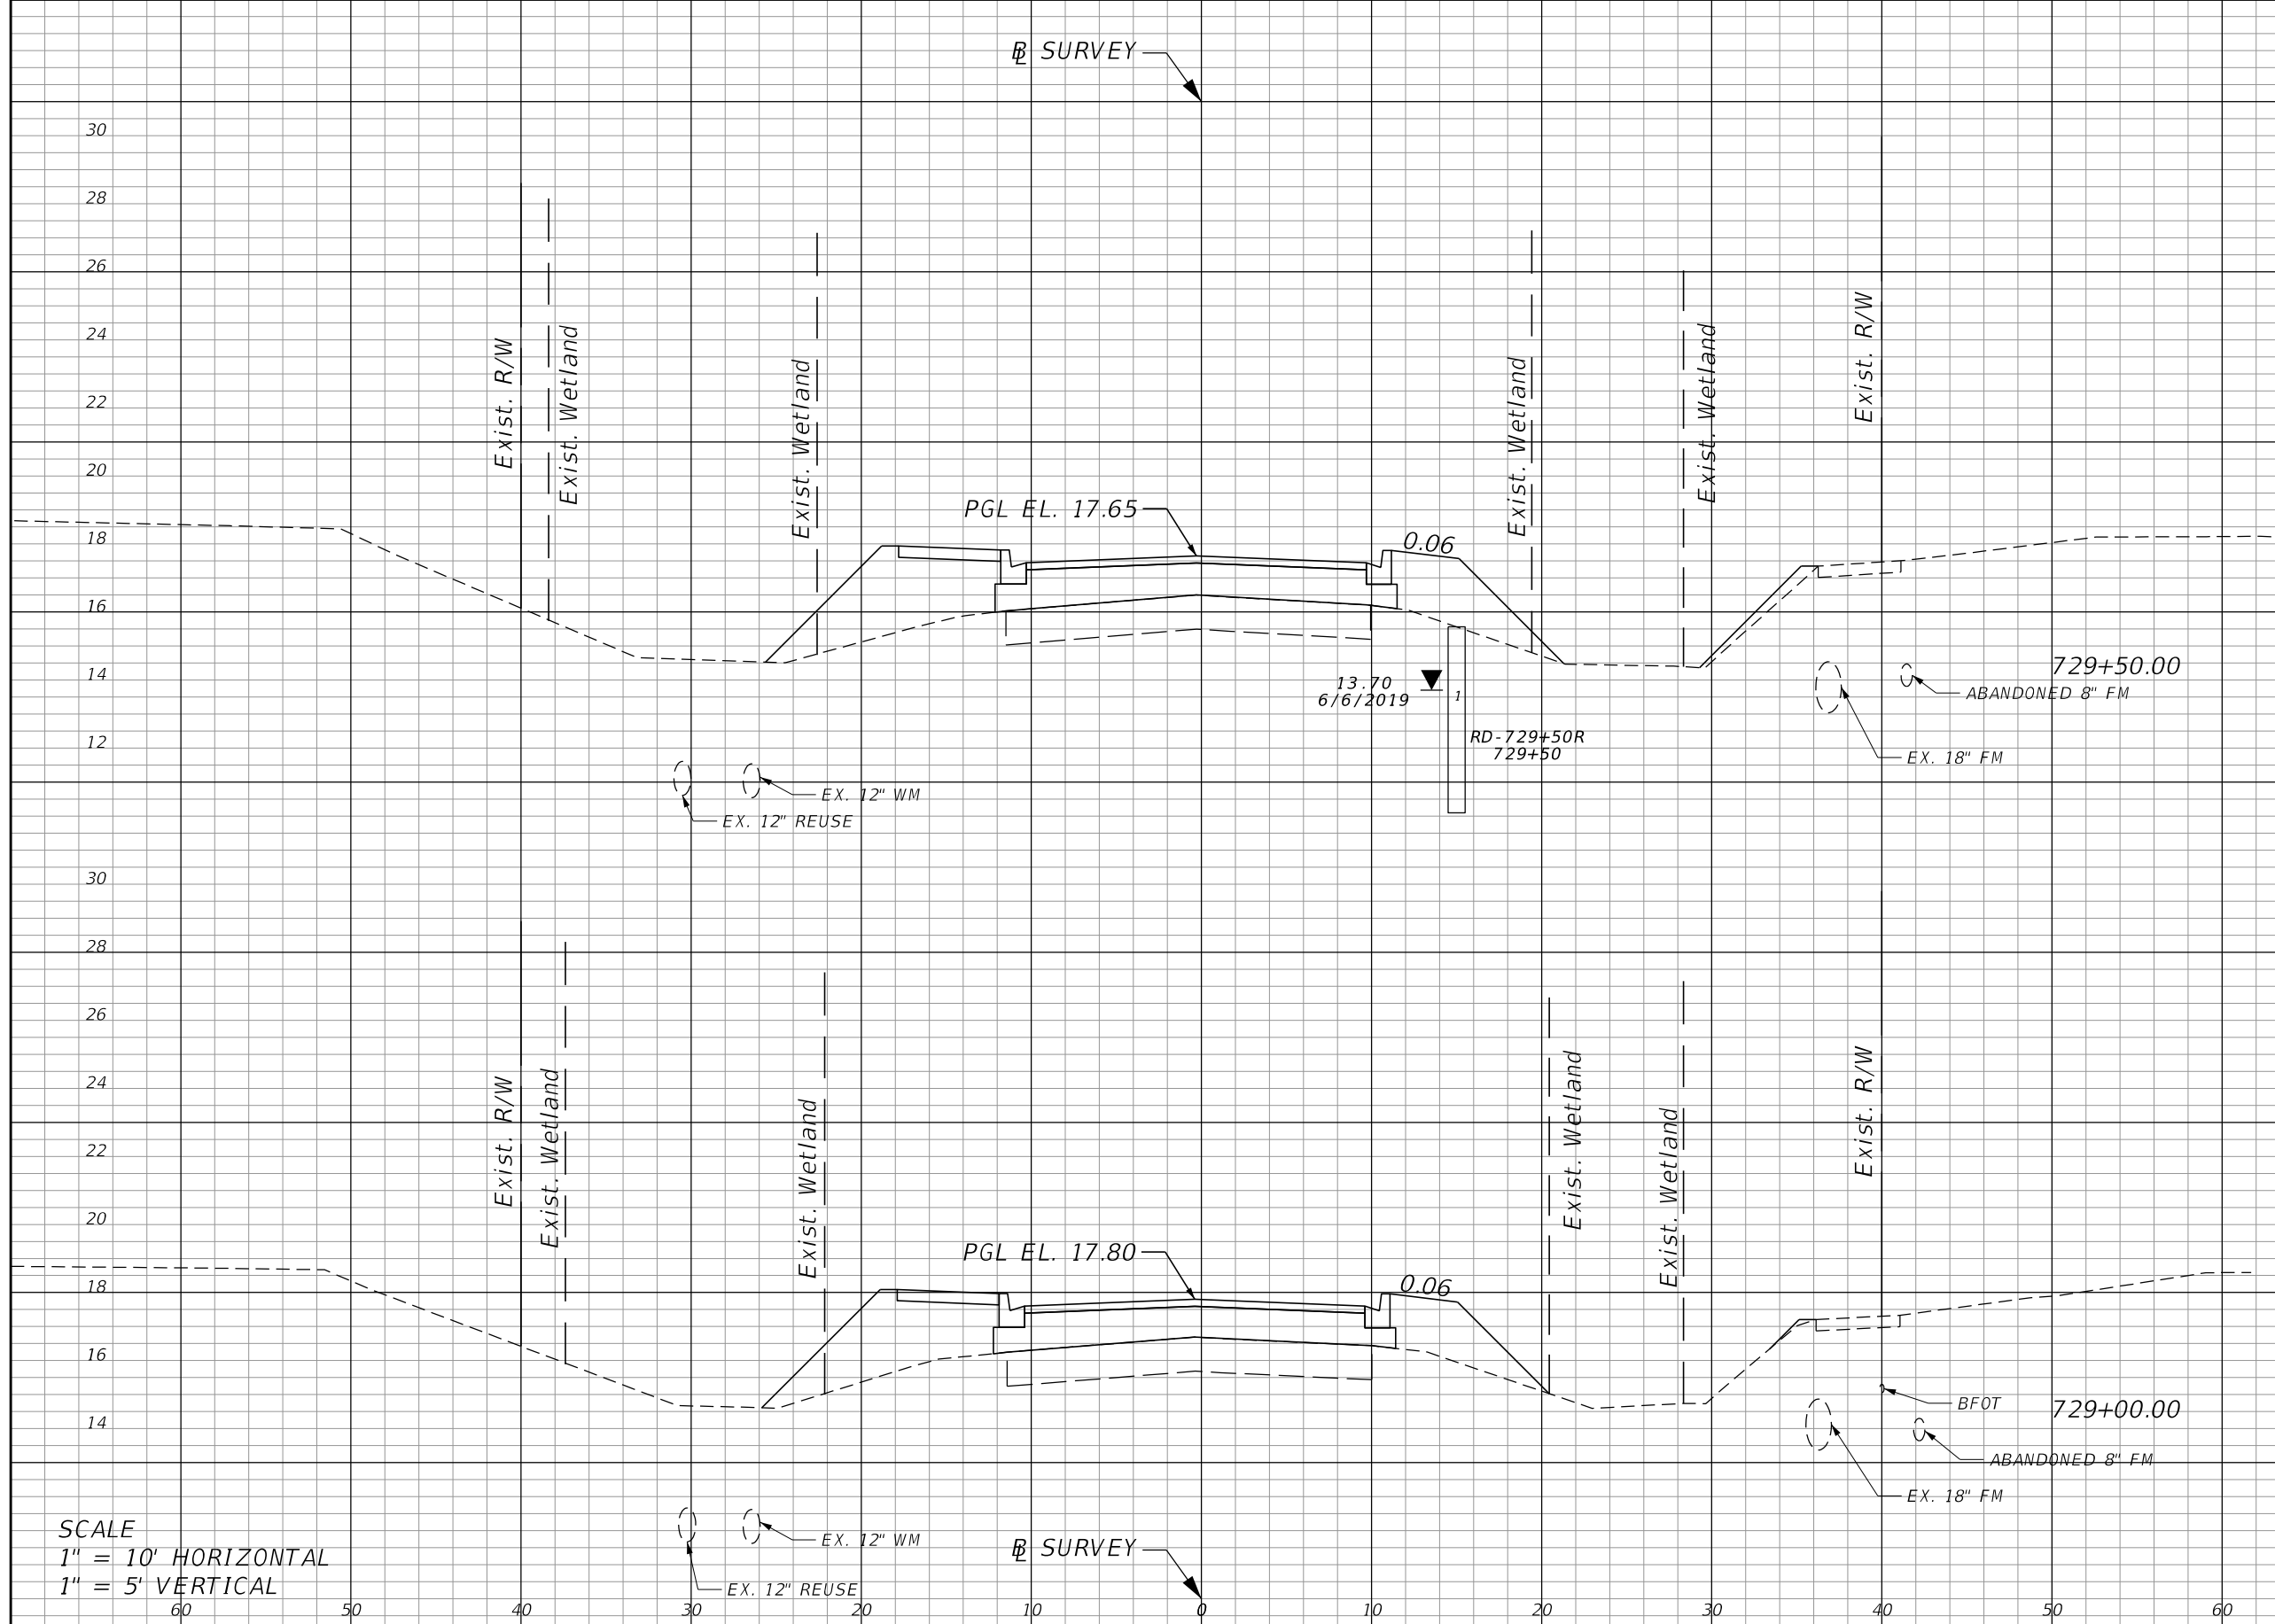 ℄ SURVEY
30
28
26
24
22
20
18
16
14
12
Exist. R/W
Exist. Wetland
Exist. Wetland
Exist. Wetland
Exist. Wetland
Exist. R/W
PGL EL. 17.65
0.06
13.70
6/6/2019
1
RD-729+50R
729+50
729+50.00
ABANDONED 8" FM
EX. 18" FM
EX. 12" WM
EX. 12" REUSE
30
28
26
24
22
20
18
16
14
Exist. R/W
Exist. Wetland
Exist. Wetland
Exist. Wetland
Exist. Wetland
Exist. R/W
PGL EL. 17.80
0.06
BFOT
729+00.00
ABANDONED 8" FM
EX. 18" FM
EX. 12" WM
EX. 12" REUSE
BL SURVEY
SCALE
1" = 10' HORIZONTAL
1" = 5' VERTICAL
60 50 40 30 20 10 0 10 20 30 40 50 60